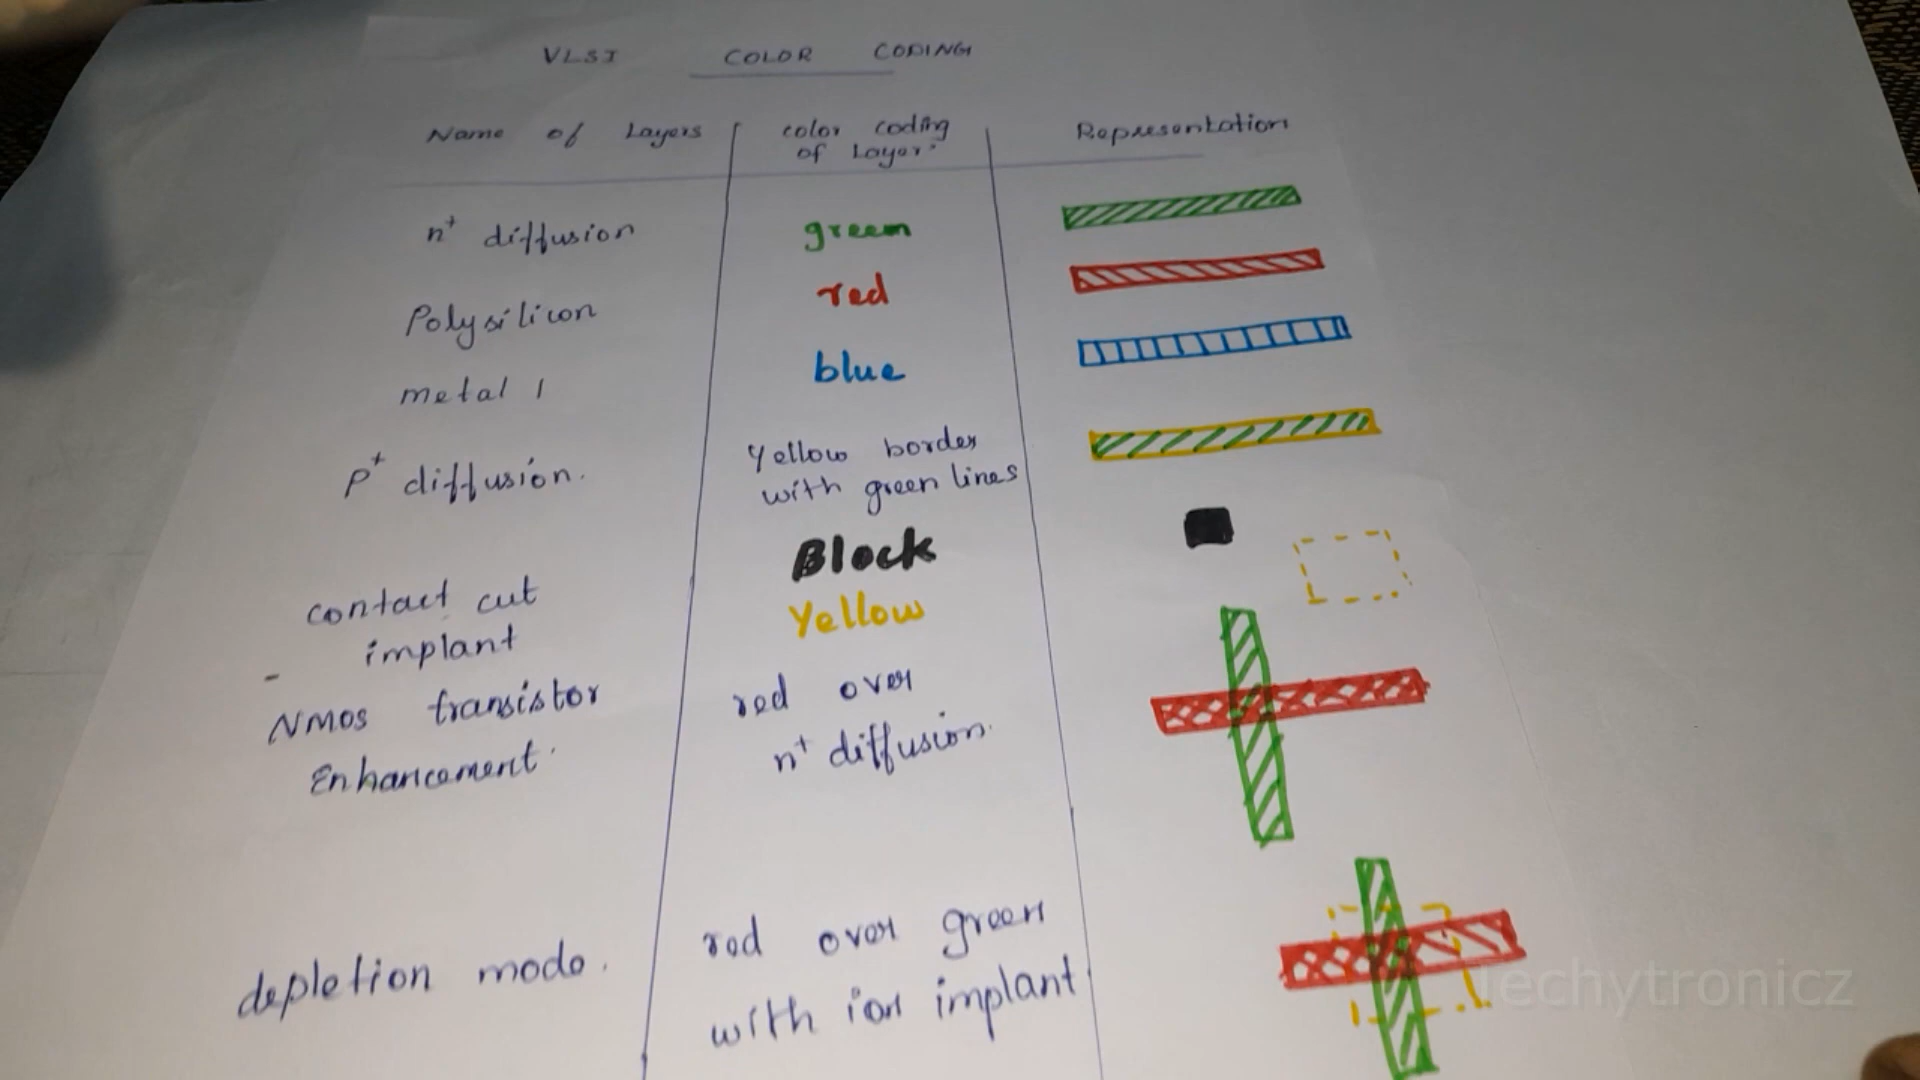 VLSI COLOR CODING
Name of Layers
color coding
of Layer.
Representation
n+ diffusion
green
Polysilicon
red
metal 1
blue
P+ diffusion.
Yellow border
with green lines
contact cut
Block
implant
Yellow
NMOS transistor
Enhancement.
red over
n+ diffusion.
depletion mode.
red over green
with ion implant
Techytronicz